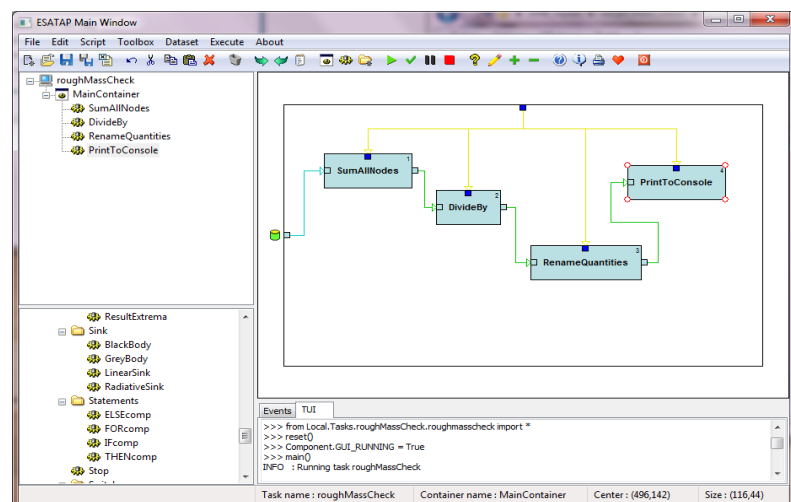 ESATAP Main Window
File Edit Script Toolbox Dataset Execute About
roughMassCheck
MainContainer
SumAllNodes
DivideBy
RenameQuantities
PrintToConsole
1
SumAllNodes
2
DivideBy
3
RenameQuantities
4
PrintToConsole
ResultExtrema
Sink
BlackBody
GreyBody
LinearSink
RadiativeSink
Statements
ELSEcomp
FORcomp
IFcomp
THENcomp
Stop
Events TUI
>>> from Local.Tasks.roughMassCheck.roughmasscheck import *
>>> reset()
>>> Component.GUI_RUNNING = True
>>> main()
INFO : Running task roughMassCheck
Task name : roughMassCheck Container name : MainContainer Center : (496,142) Size : (116,44)